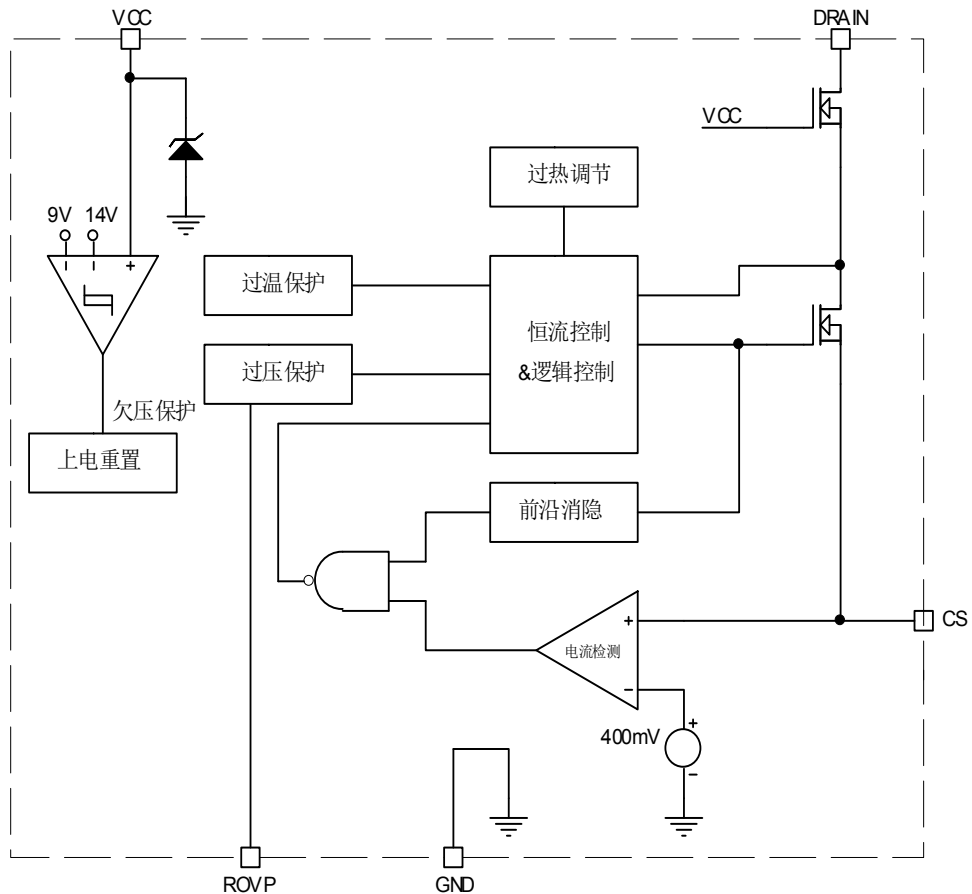 VCC
DRAIN
VCC
过热调节
9V 14V
- - +
过温保护
恒流控制
&逻辑控制
过压保护
欠压保护
上电重置
前沿消隐
+
CS
电流检测
-
400mV
+
-
ROVP
GND